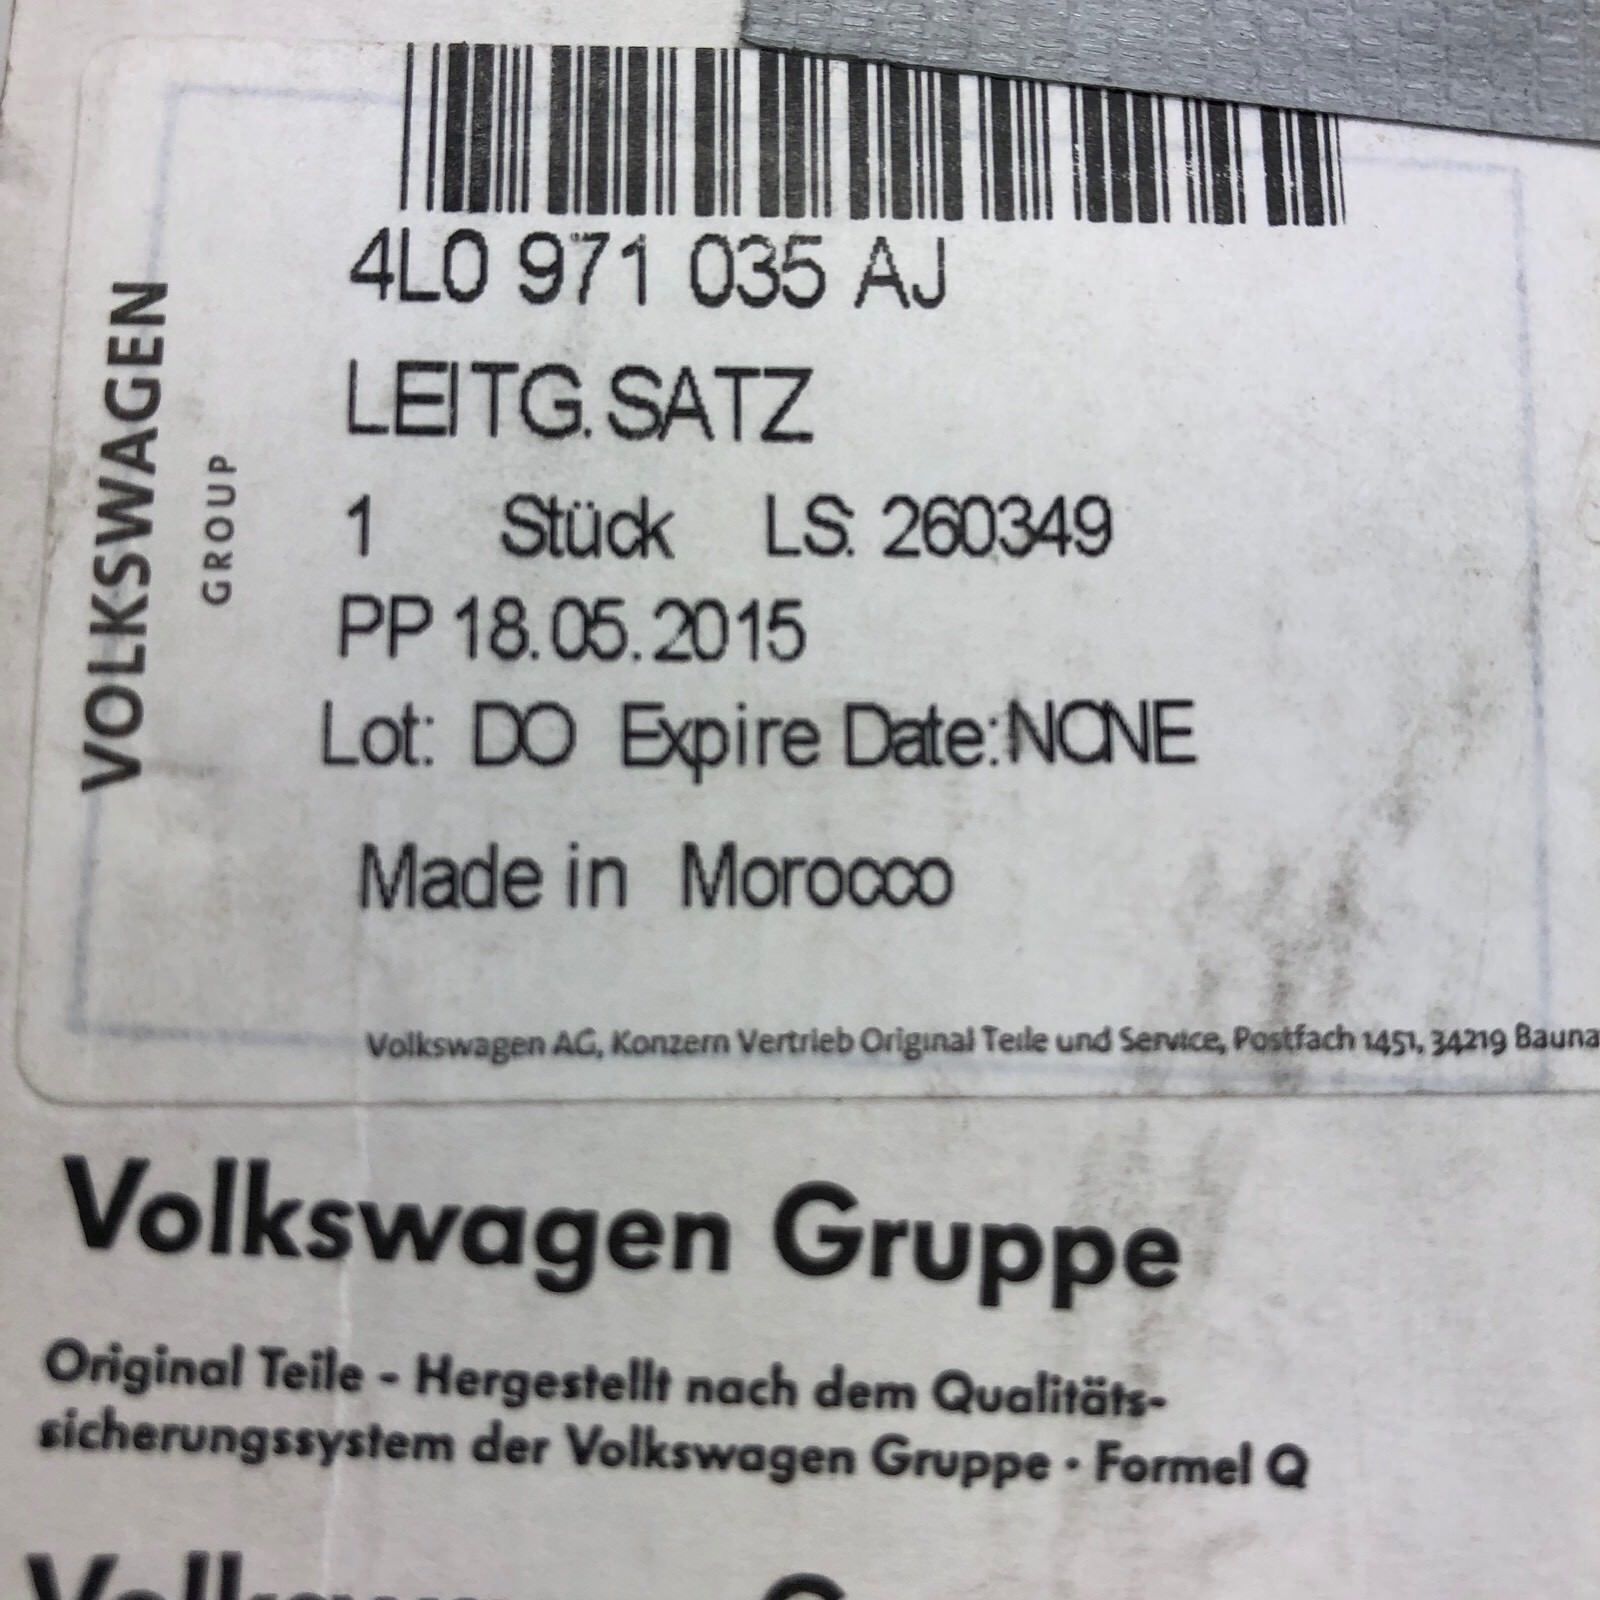 4L0 971 035 AJ
LEITG.SATZ
1 Stück LS. 260349
PP 18.05.2015
Lot: DO Expire Date:NONE
Made in Morocco
VOLKSWAGEN
GROUP
Volkswagen AG, Konzern Vertrieb Original Teile und Service, Postfach 1451, 34219 Bauna
Volkswagen Gruppe
Original Teile - Hergestellt nach dem Qualitäts-
sicherungssystem der Volkswagen Gruppe · Formel Q